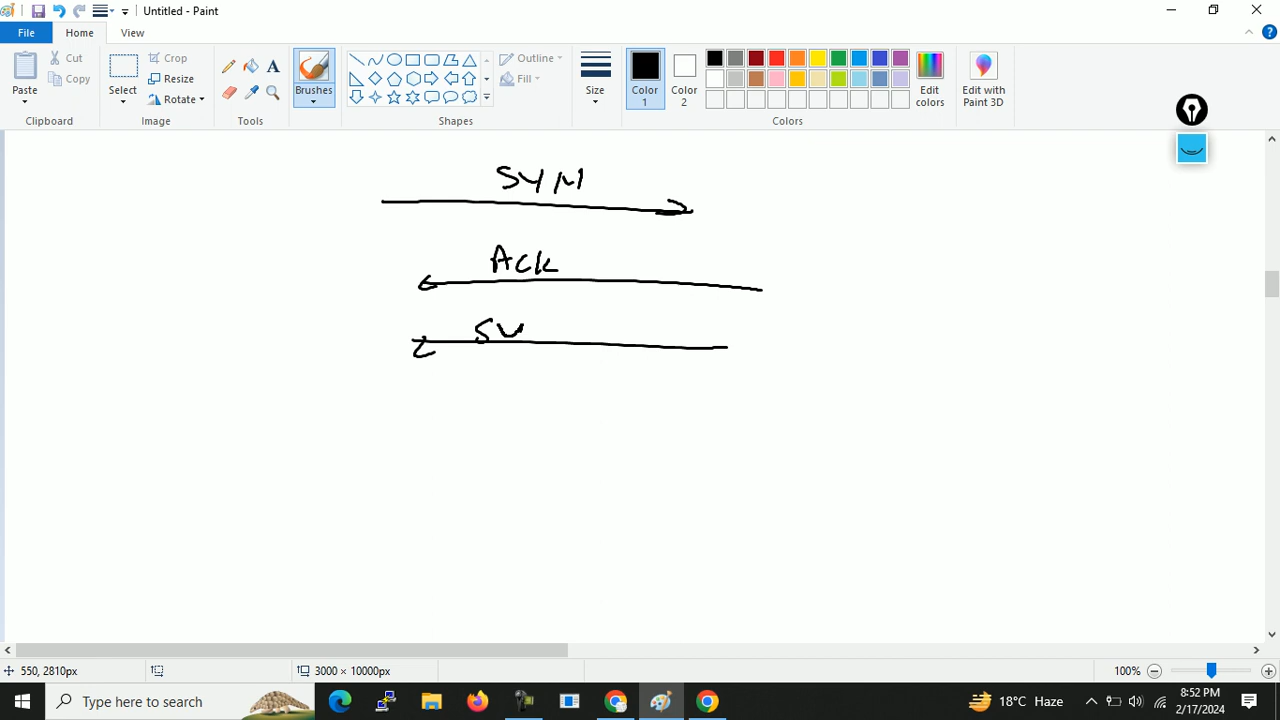 Untitled - Paint
File Home View
Paste Cut Copy Clipboard
Select Crop Resize Rotate Image
Tools
Brushes
Outline Fill Shapes
Size
Color 1 Color 2 Edit colors Edit with Paint 3D Colors
SYN
ACK
SY
550, 2810px 3000 × 10000px 100%
Type here to search 18°C Haze 8:52 PM 2/17/2024